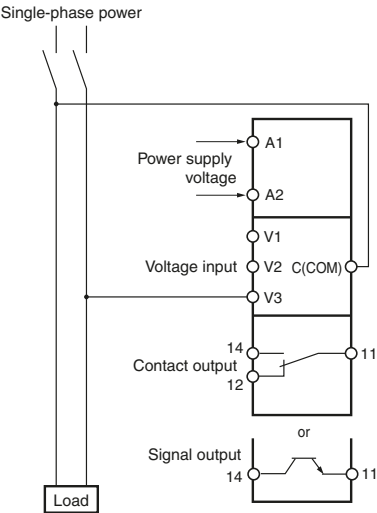 Single-phase power
A1
Power supply
voltage
A2
V1
Voltage input V2 C(COM)
V3
14 11
Contact output
12
or
Signal output
14 11
Load